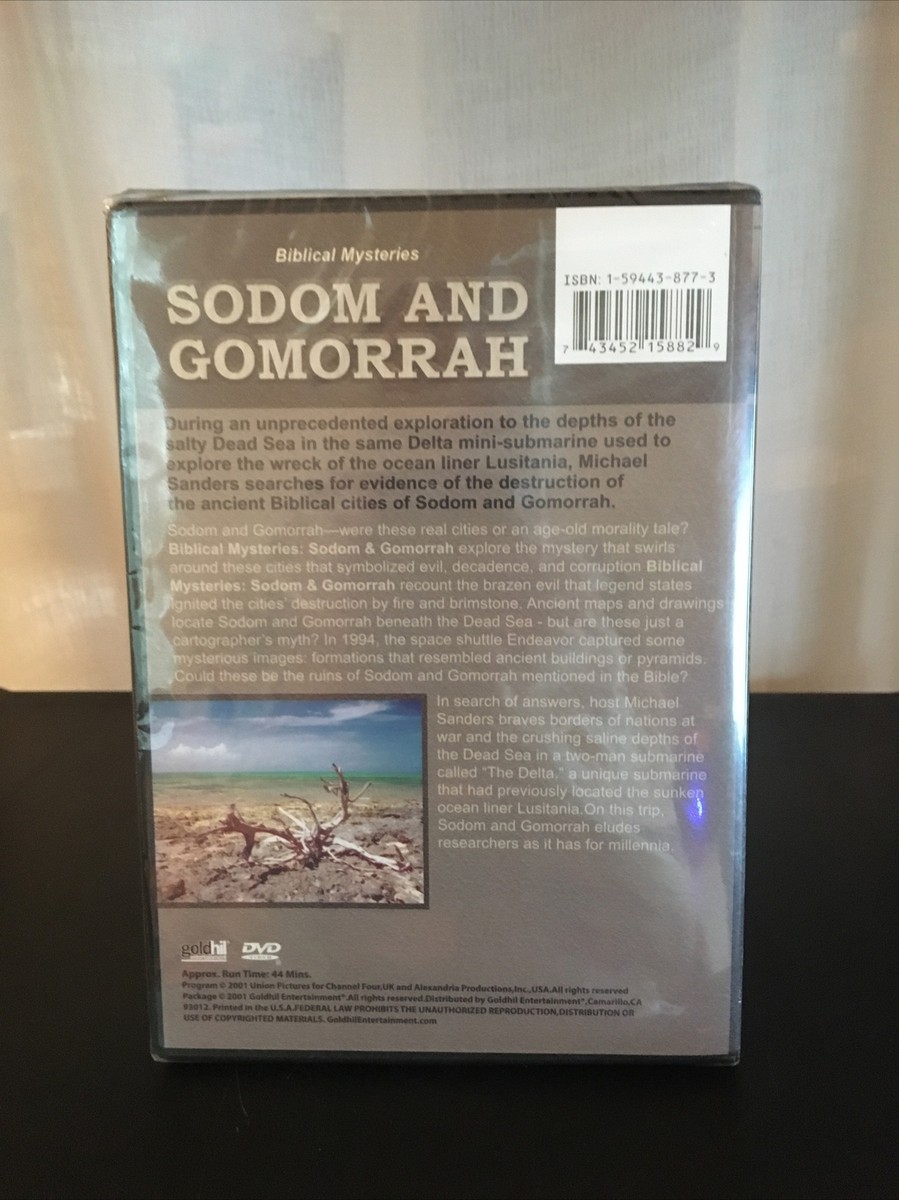 Biblical Mysteries
SODOM AND
GOMORRAH
ISBN: 1-59443-877-3
7 43452 15882 9
During an unprecedented exploration to the depths of the
salty Dead Sea in the same Delta mini-submarine used to
explore the wreck of the ocean liner Lusitania, Michael
Sanders searches for evidence of the destruction of
the ancient Biblical cities of Sodom and Gomorrah.
Sodom and Gomorrah—were these real cities or an age-old morality tale?
Biblical Mysteries: Sodom & Gomorrah explore the mystery that swirls
around these cities that symbolized evil, decadence, and corruption Biblical
Mysteries: Sodom & Gomorrah recount the brazen evil that legend states
ignited the cities' destruction by fire and brimstone. Ancient maps and drawings
locate Sodom and Gomorrah beneath the Dead Sea - but are these just a
cartographer's myth? In 1994, the space shuttle Endeavor captured some
mysterious images: formations that resembled ancient buildings or pyramids.
Could these be the ruins of Sodom and Gomorrah mentioned in the Bible?
In search of answers, host Michael
Sanders braves borders of nations at
war and the crushing saline depths of
the Dead Sea in a two-man submarine
called "The Delta," a unique submarine
that had previously located the sunken
ocean liner Lusitania.On this trip,
Sodom and Gomorrah eludes
researchers as it has for millennia.
goldhil DVD
VIDEO
Approx. Run Time: 44 Mins.
Program © 2001 Union Pictures for Channel Four,UK and Alexandria Productions,Inc.,USA.All rights reserved
Package © 2001 Goldhil Entertainment®.All rights reserved.Distributed by Goldhil Entertainment®,Camarillo,CA
93012. Printed in the U.S.A.FEDERAL LAW PROHIBITS THE UNAUTHORIZED REPRODUCTION,DISTRIBUTION OR
USE OF COPYRIGHTED MATERIALS. GoldhilEntertainment.com